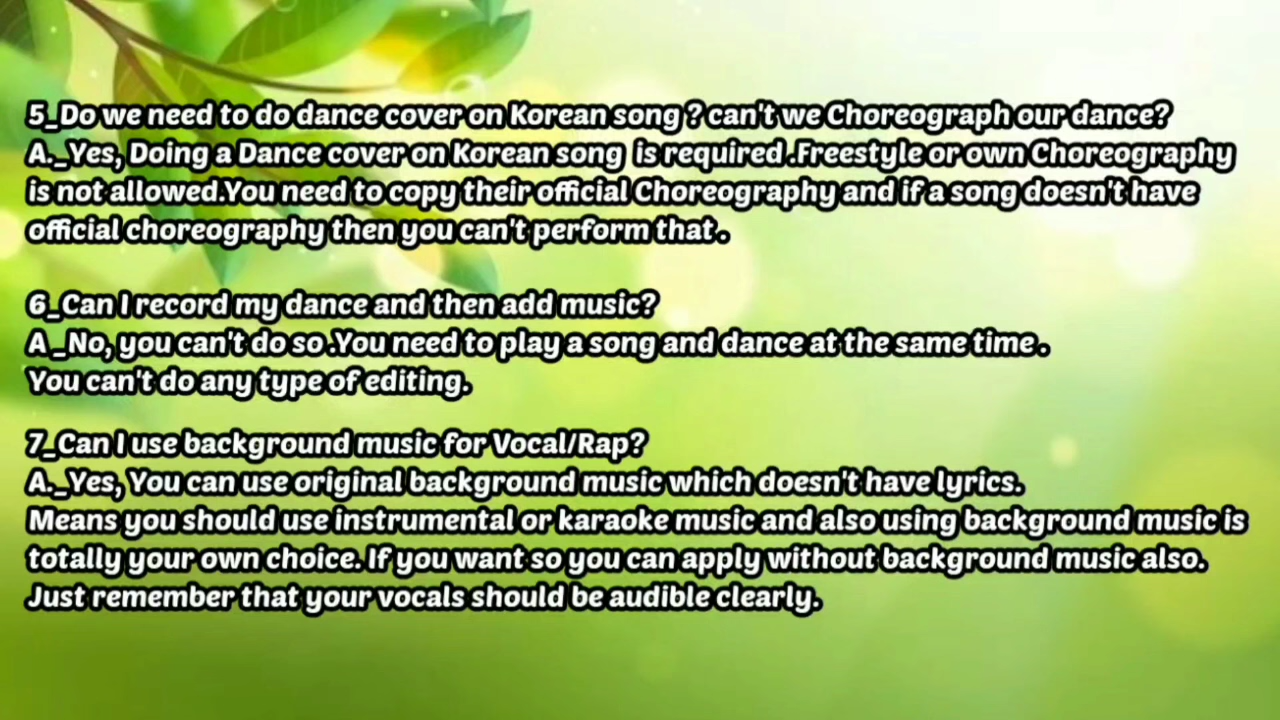 5_Do we need to do dance cover on Korean song ? can't we Choreograph our dance?
A._Yes, Doing a Dance cover on Korean song is required .Freestyle or own Choreography
is not allowed.You need to copy their official Choreography and if a song doesn't have
official choreography then you can't perform that .
6_Can I record my dance and then add music?
A _No, you can't do so .You need to play a song and dance at the same time .
You can't do any type of editing.
7_Can I use background music for Vocal/Rap?
A._Yes, You can use original background music which doesn't have lyrics.
Means you should use instrumental or karaoke music and also using background music is
totally your own choice. If you want so you can apply without background music also.
Just remember that your vocals should be audible clearly.